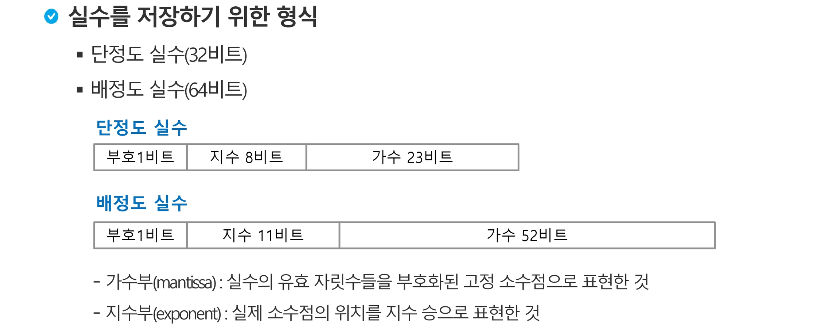 실수를 저장하기 위한 형식
▪ 단정도 실수(32비트)
▪ 배정도 실수(64비트)
단정도 실수
부호1비트 지수 8비트 가수 23비트
배정도 실수
부호1비트 지수 11비트 가수 52비트
- 가수부(mantissa) : 실수의 유효 자릿수들을 부호화된 고정 소수점으로 표현한 것
- 지수부(exponent) : 실제 소수점의 위치를 지수 승으로 표현한 것